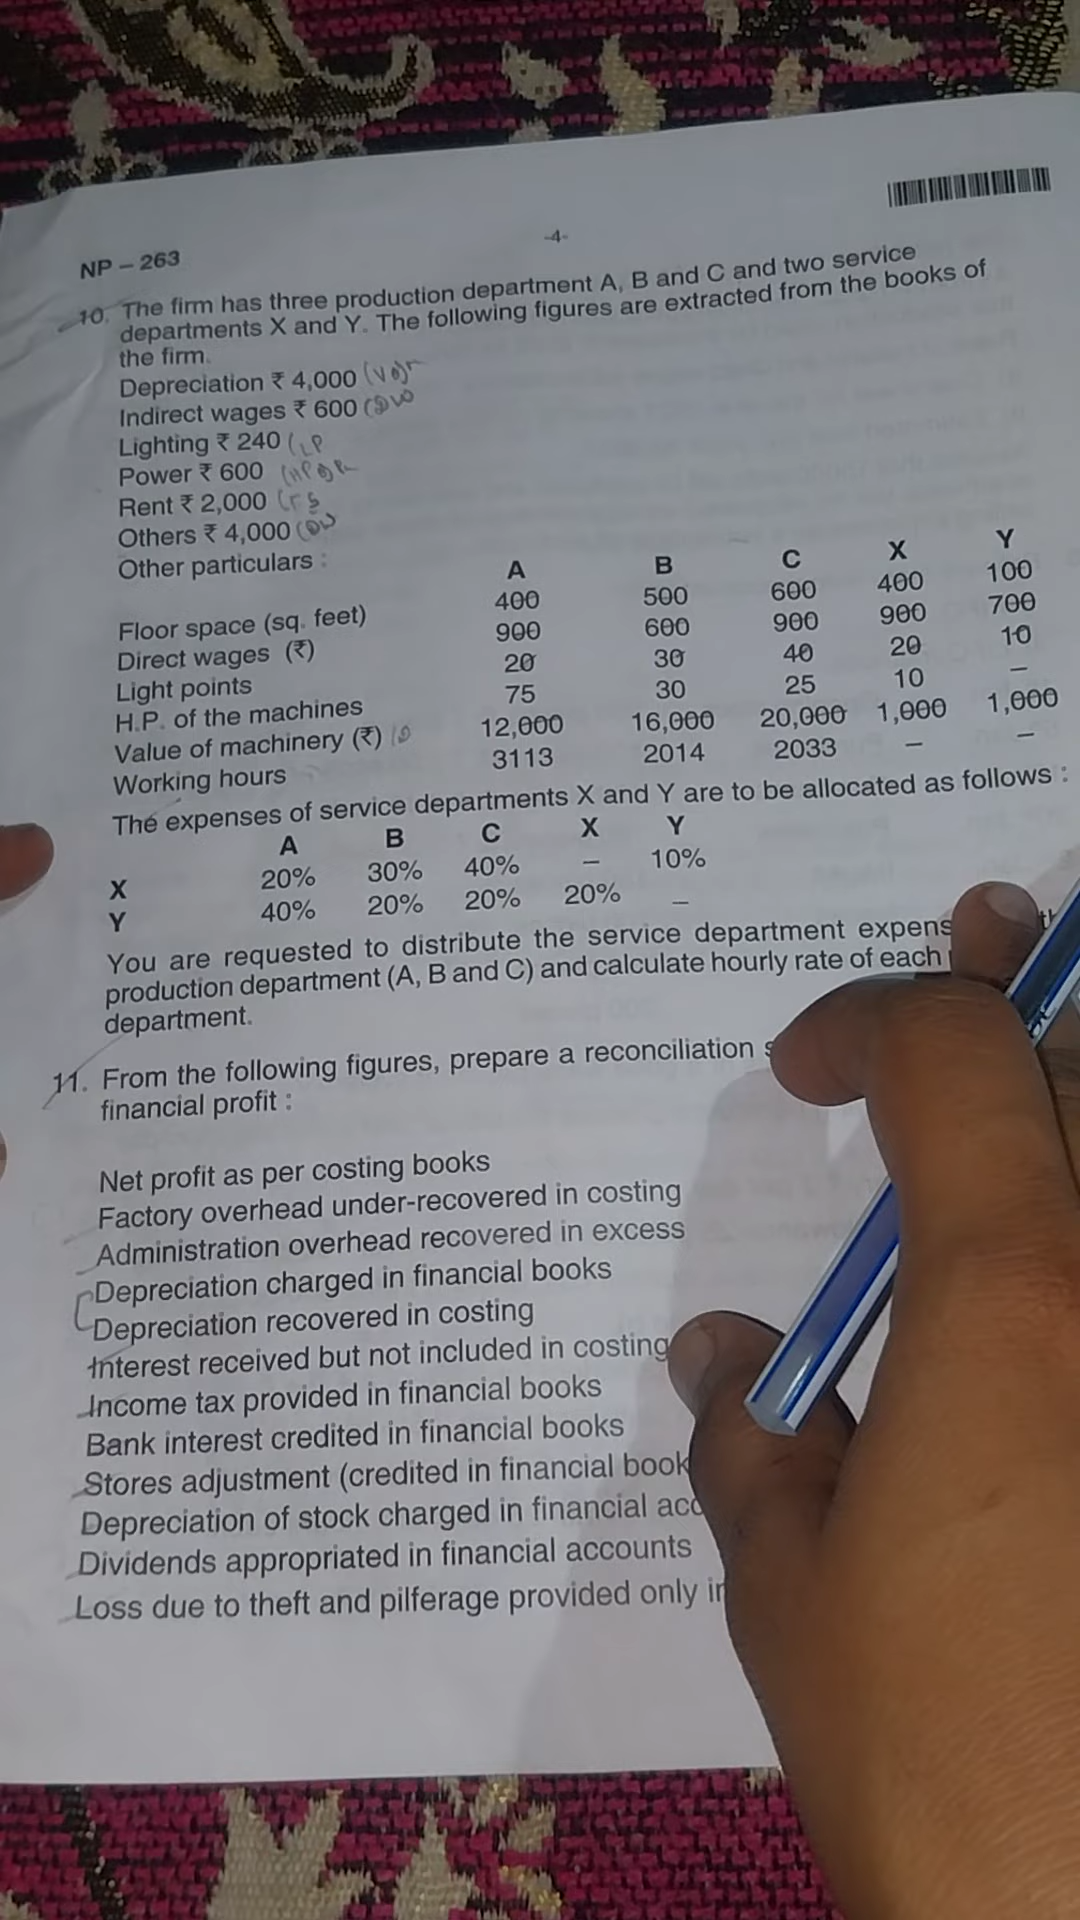 -4-
NP – 263
10. The firm has three production department A, B and C and two service
departments X and Y. The following figures are extracted from the books of
the firm.
Depreciation ₹ 4,000
Indirect wages ₹ 600
Lighting ₹ 240 (LP
Power ₹ 600
Rent ₹ 2,000
Others ₹ 4,000
Other particulars :
A B C X Y
Floor space (sq. feet) 400 500 600 400 100
Direct wages (₹) 900 600 900 900 700
Light points 20 30 40 20 10
H.P. of the machines 75 30 25 10 –
Value of machinery (₹) 12,000 16,000 20,000 1,000 1,000
Working hours 3113 2014 2033 – –
The expenses of service departments X and Y are to be allocated as follows :
A B C X Y
X 20% 30% 40% – 10%
Y 40% 20% 20% 20% –
You are requested to distribute the service department
production department (A, B and C) and calculate hourly rate of each
department.
11. From the following figures, prepare a reconciliation
financial profit :
Net profit as per costing books
Factory overhead under-recovered in costing
Administration overhead recovered in excess
Depreciation charged in financial books
Depreciation recovered in costing
Interest received but not included in costing
Income tax provided in financial books
Bank interest credited in financial books
Stores adjustment (credited in financial
Depreciation of stock charged in financial
Dividends appropriated in financial accounts
Loss due to theft and pilferage provided only